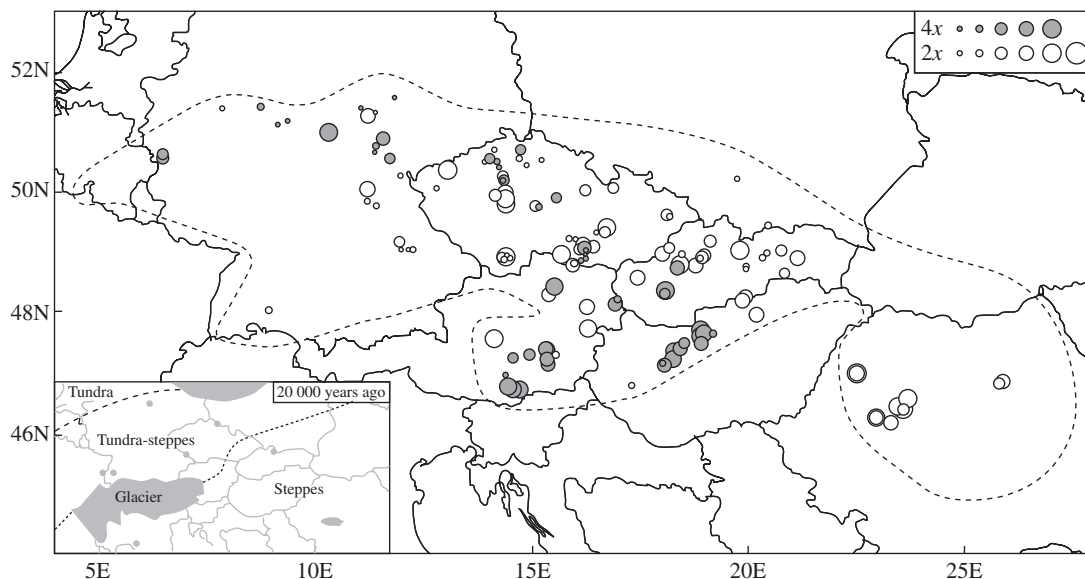 52N
50N
48N
46N
4x
2x
20 000 years ago
Tundra
Tundra-steppes
Glacier
Steppes
5E 10E 15E 20E 25E